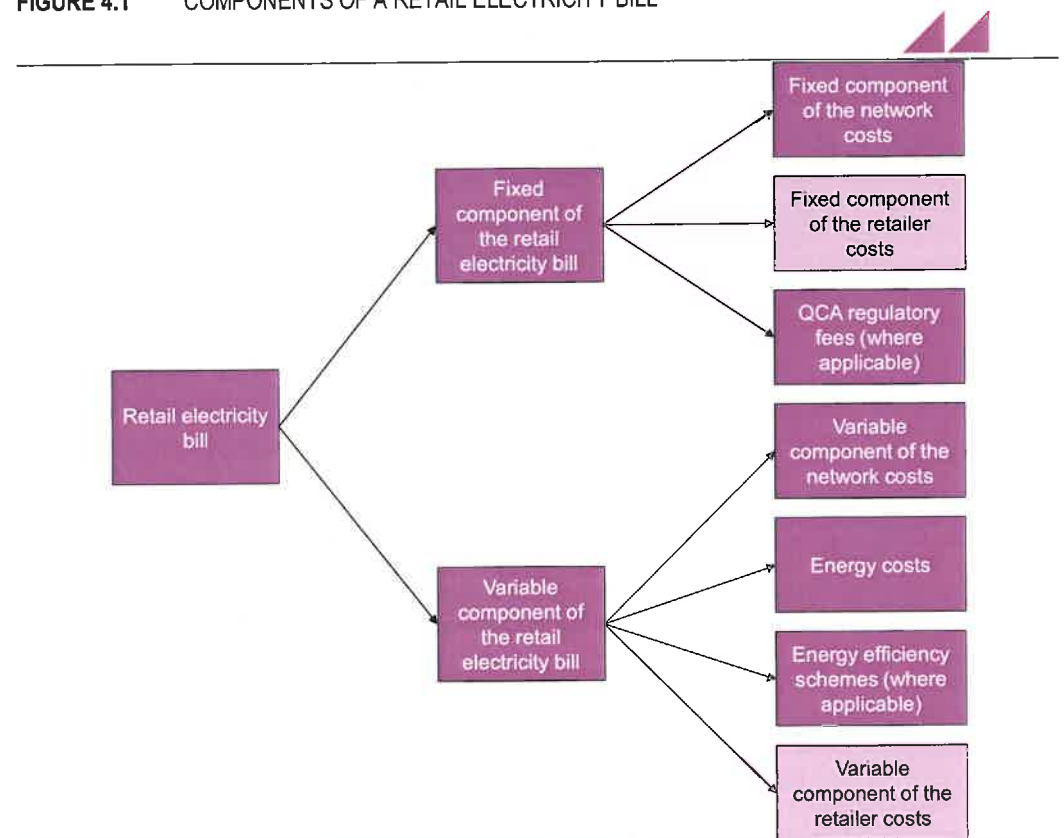 FIGURE 4.1 COMPONENTS OF A RETAIL ELECTRICITY BILL
Fixed component
of the network
costs
Fixed
component of
the retail
electricity bill
Fixed component
of the retailer
costs
QCA regulatory
fees (where
applicable)
Retail electricity
bill
Variable
component of the
network costs
Energy costs
Variable
component of
the retail
electricity bill
Energy efficiency
schemes (where
applicable)
Variable
component of the
retailer costs